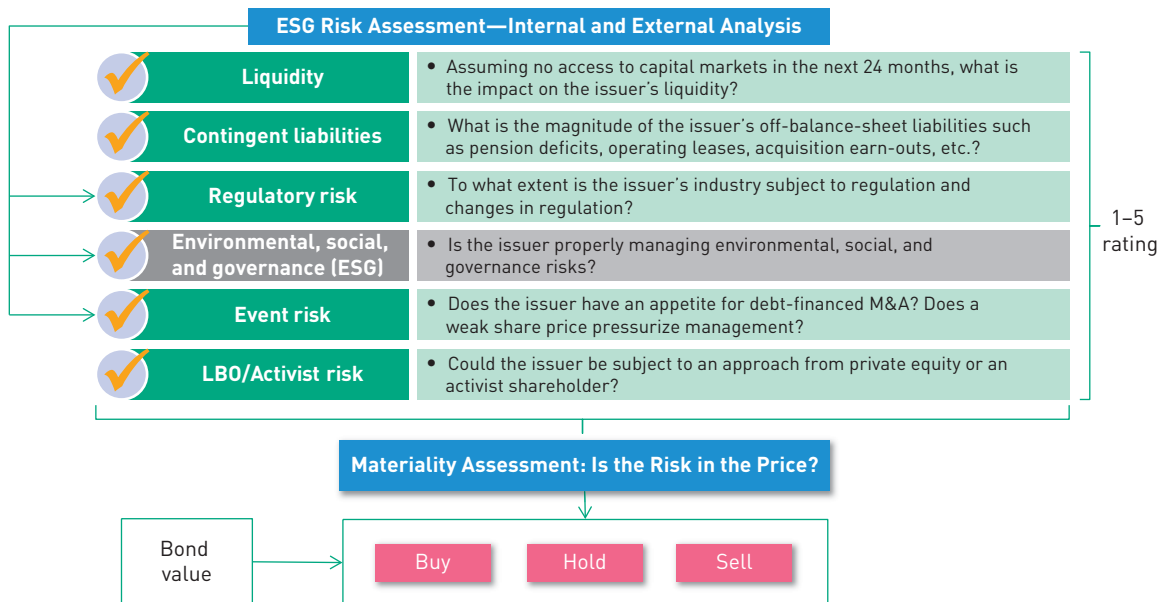 ESG Risk Assessment—Internal and External Analysis
Liquidity
• Assuming no access to capital markets in the next 24 months, what is
the impact on the issuer’s liquidity?
Contingent liabilities
• What is the magnitude of the issuer’s off-balance-sheet liabilities such
as pension deficits, operating leases, acquisition earn-outs, etc.?
Regulatory risk
• To what extent is the issuer’s industry subject to regulation and
changes in regulation?
Environmental, social,
and governance (ESG)
• Is the issuer properly managing environmental, social, and
governance risks?
Event risk
• Does the issuer have an appetite for debt-financed M&A? Does a
weak share price pressurize management?
LBO/Activist risk
• Could the issuer be subject to an approach from private equity or an
activist shareholder?
1–5
rating
Materiality Assessment: Is the Risk in the Price?
Bond
value
Buy
Hold
Sell